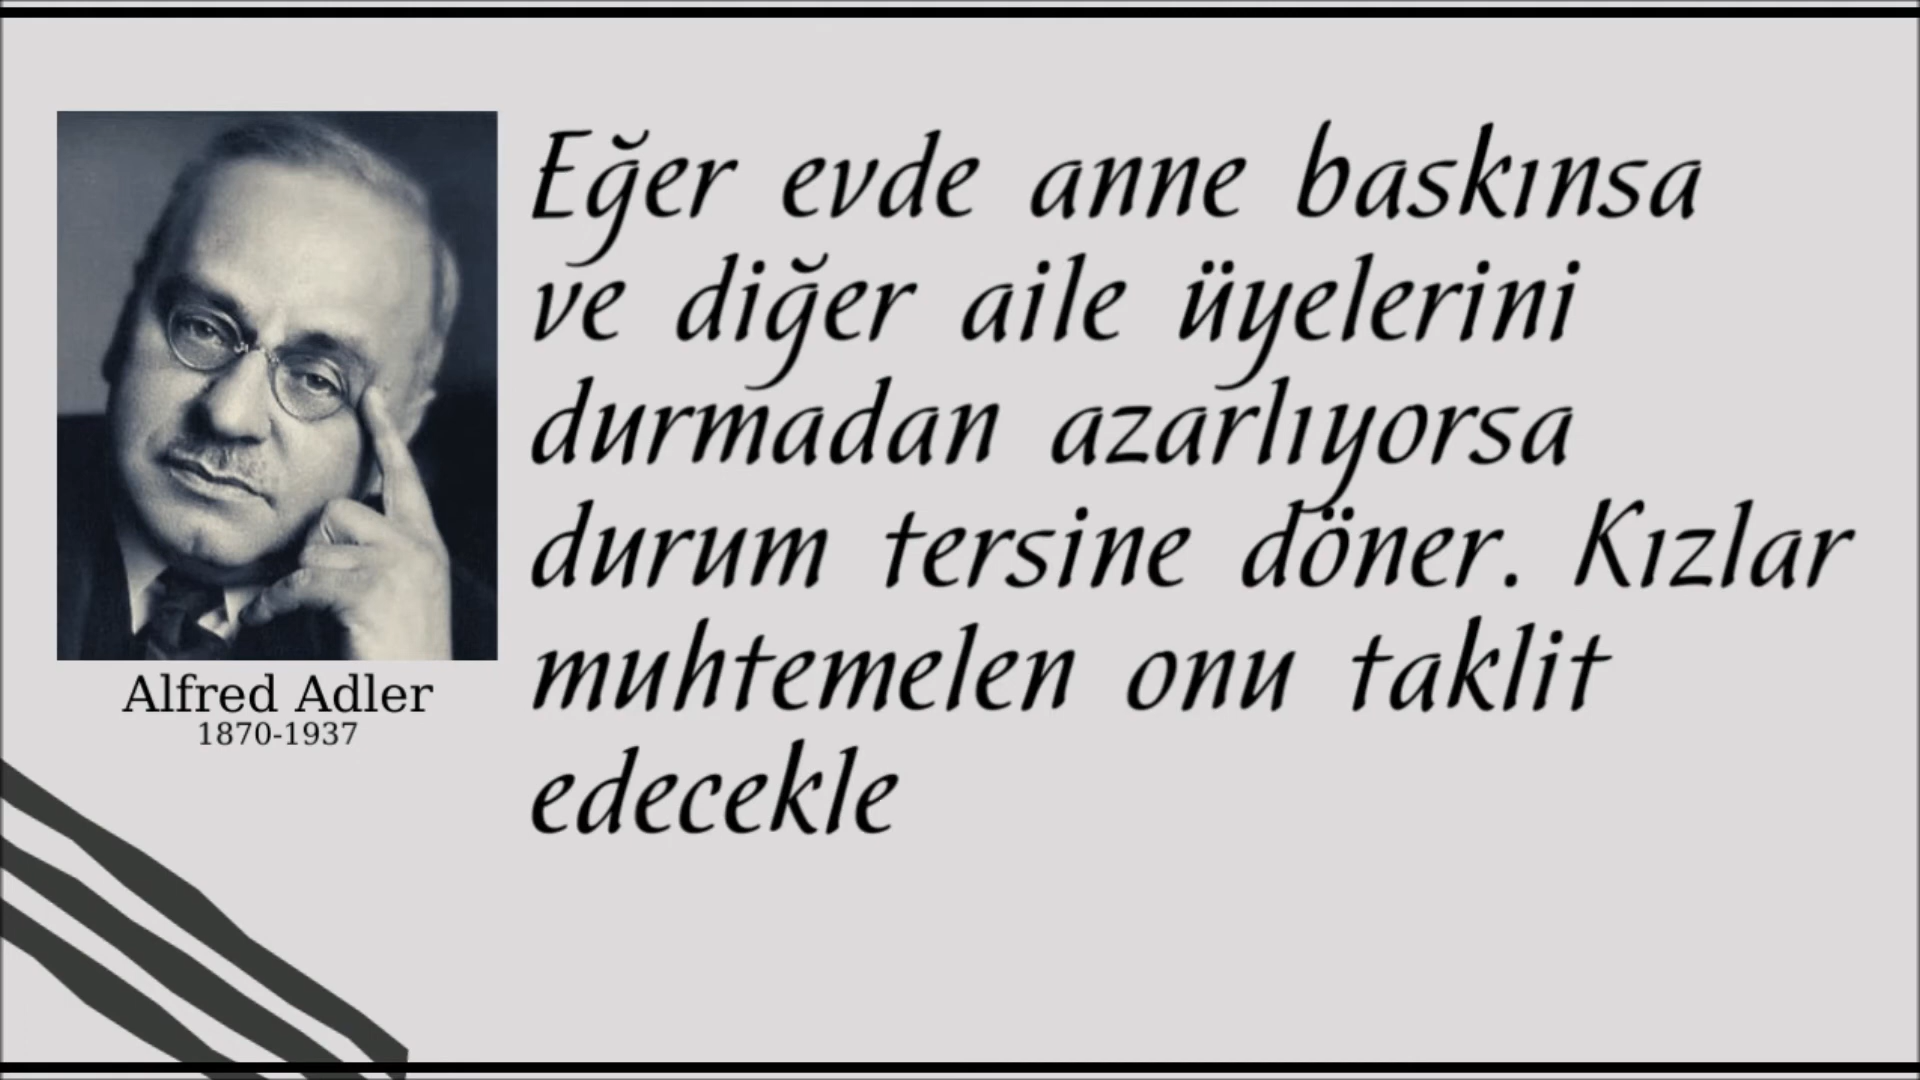 Eğer evde anne baskınsa
ve diğer aile üyelerini
durmadan azarlıyorsa
durum tersine döner. Kızlar
muhtemelen onu taklit
edecekle
Alfred Adler
1870-1937